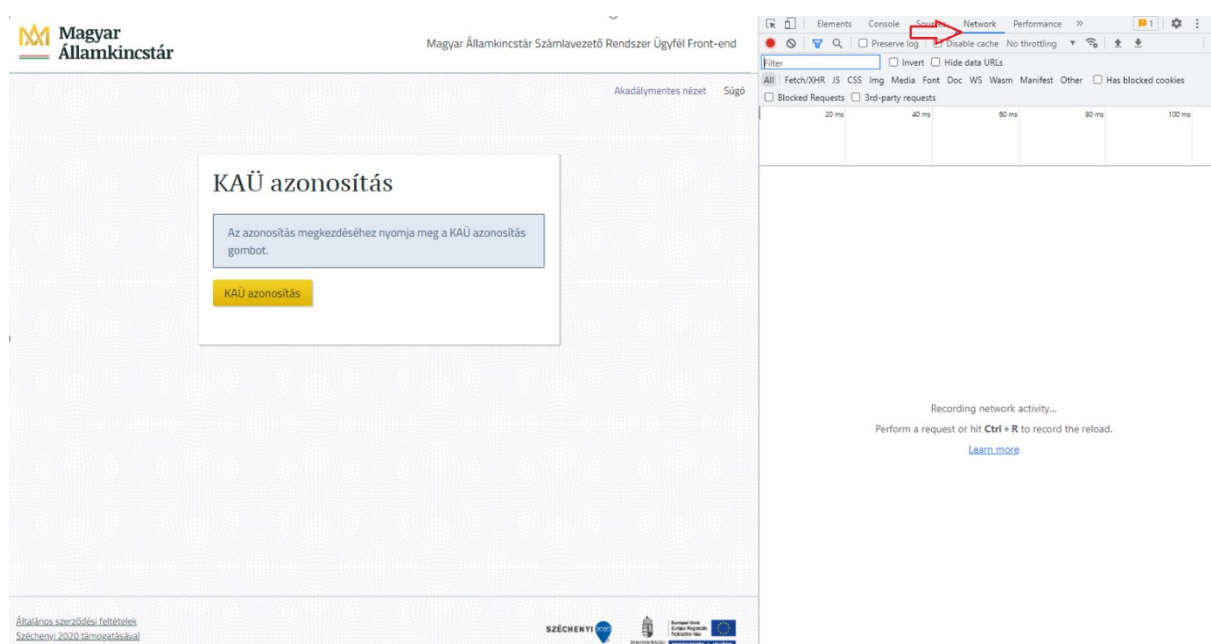 Magyar
Államkincstár
Magyar Államkincstár Számlavezető Rendszer Ügyfél Front-end
Akadálymentes nézet Súgó
KAÜ azonosítás
Az azonosítás megkezdéséhez nyomja meg a KAÜ azonosítás
gombot.
KAÜ azonosítás
Általános szerződési feltételek
Széchenyi 2020 támogatásával
SZÉCHENYI 2020
Elements Console Sources Network Performance » 1
Preserve log Disable cache No throttling
Filter Invert Hide data URLs
All Fetch/XHR JS CSS Img Media Font Doc WS Wasm Manifest Other Has blocked cookies
Blocked Requests 3rd-party requests
20 ms 40 ms 60 ms 80 ms 100 ms
Recording network activity...
Perform a request or hit Ctrl + R to record the reload.
Learn more